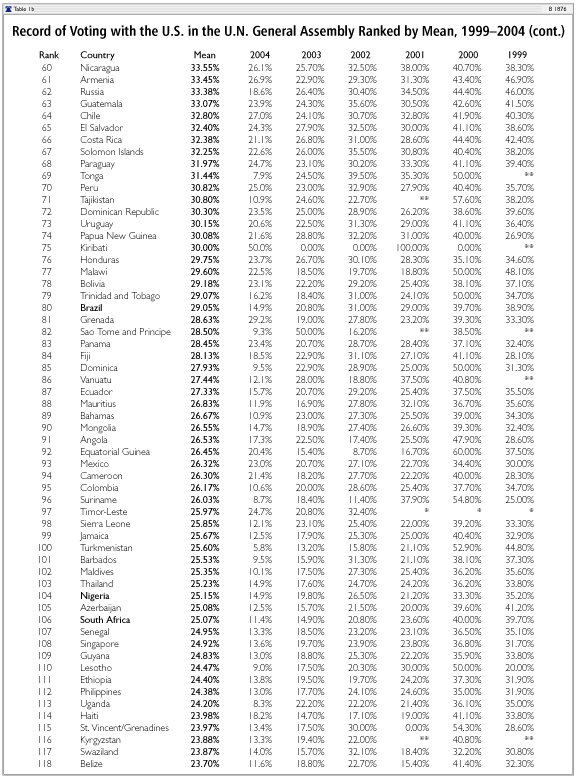 Table 1b B 1876
Record of Voting with the U.S. in the U.N. General Assembly Ranked by Mean, 1999–2004 (cont.)
Rank Country Mean 2004 2003 2002 2001 2000 1999
60 Nicaragua 33.55% 26.1% 25.70% 32.50% 38.00% 40.70% 38.30%
61 Armenia 33.45% 26.9% 22.90% 29.30% 31.30% 43.40% 46.90%
62 Russia 33.38% 18.6% 26.40% 30.40% 34.50% 44.40% 46.00%
63 Guatemala 33.07% 23.9% 24.30% 35.60% 30.50% 42.60% 41.50%
64 Chile 32.80% 27.0% 24.10% 30.70% 32.80% 41.90% 40.30%
65 El Salvador 32.40% 24.3% 27.90% 32.50% 30.00% 41.10% 38.60%
66 Costa Rica 32.38% 21.1% 26.80% 31.00% 28.60% 44.40% 42.40%
67 Solomon Islands 32.25% 22.6% 26.00% 35.50% 30.80% 40.40% 38.20%
68 Paraguay 31.97% 24.7% 23.10% 30.20% 33.30% 41.10% 39.40%
69 Tonga 31.44% 7.9% 24.50% 39.50% 35.30% 50.00% **
70 Peru 30.82% 25.0% 23.00% 32.90% 27.90% 40.40% 35.70%
71 Tajikistan 30.80% 10.9% 24.60% 22.70% ** 57.60% 38.20%
72 Dominican Republic 30.30% 23.5% 25.00% 28.90% 26.20% 38.60% 39.60%
73 Uruguay 30.15% 20.6% 22.50% 31.30% 29.00% 41.10% 36.40%
74 Papua New Guinea 30.08% 21.6% 28.80% 32.20% 31.00% 40.00% 26.90%
75 Kiribati 30.00% 50.0% 0.00% 0.00% 100.00% 0.00% **
76 Honduras 29.75% 23.7% 26.70% 30.10% 28.30% 35.10% 34.60%
77 Malawi 29.60% 22.5% 18.50% 19.70% 18.80% 50.00% 48.10%
78 Bolivia 29.18% 23.1% 22.20% 29.20% 25.40% 38.10% 37.10%
79 Trinidad and Tobago 29.07% 16.2% 18.40% 31.00% 24.10% 50.00% 34.70%
80 Brazil 29.05% 14.9% 20.80% 31.00% 29.00% 39.70% 38.90%
81 Grenada 28.63% 29.2% 19.00% 27.80% 23.20% 39.30% 33.30%
82 Sao Tome and Principe 28.50% 9.3% 50.00% 16.20% ** 38.50% **
83 Panama 28.45% 23.4% 20.70% 28.70% 28.40% 37.10% 32.40%
84 Fiji 28.13% 18.5% 22.90% 31.10% 27.10% 41.10% 28.10%
85 Dominica 27.93% 9.5% 22.90% 28.90% 25.00% 50.00% 31.30%
86 Vanuatu 27.44% 12.1% 28.00% 18.80% 37.50% 40.80% **
87 Ecuador 27.33% 15.7% 20.70% 29.20% 25.40% 37.50% 35.50%
88 Mauritius 26.83% 11.9% 16.90% 27.80% 32.10% 36.70% 35.60%
89 Bahamas 26.67% 10.9% 23.00% 27.30% 25.50% 39.00% 34.30%
90 Mongolia 26.55% 14.7% 18.90% 27.40% 26.60% 39.30% 32.40%
91 Angola 26.53% 17.3% 22.50% 17.40% 25.50% 47.90% 28.60%
92 Equatorial Guinea 26.45% 20.4% 15.40% 8.70% 16.70% 60.00% 37.50%
93 Mexico 26.32% 23.0% 20.70% 27.10% 22.70% 34.40% 30.00%
94 Cameroon 26.30% 21.4% 18.20% 27.70% 22.20% 40.00% 28.30%
95 Colombia 26.17% 10.6% 20.00% 28.60% 25.40% 37.70% 34.70%
96 Suriname 26.03% 8.7% 18.40% 11.40% 37.90% 54.80% 25.00%
97 Timor-Leste 25.97% 24.7% 20.80% 32.40% * * *
98 Sierra Leone 25.85% 12.1% 23.10% 25.40% 22.00% 39.20% 33.30%
99 Jamaica 25.67% 12.5% 17.90% 25.30% 25.00% 40.40% 32.90%
100 Turkmenistan 25.60% 5.8% 13.20% 15.80% 21.10% 52.90% 44.80%
101 Barbados 25.53% 9.5% 15.90% 31.30% 21.10% 38.10% 37.30%
102 Maldives 25.35% 10.1% 17.50% 27.30% 25.40% 36.20% 35.60%
103 Thailand 25.23% 14.9% 17.60% 24.70% 24.20% 36.20% 33.80%
104 Nigeria 25.15% 14.9% 19.80% 26.50% 21.20% 33.30% 35.20%
105 Azerbaijan 25.08% 12.5% 15.70% 21.50% 20.00% 39.60% 41.20%
106 South Africa 25.07% 11.4% 14.90% 20.80% 23.60% 40.00% 39.70%
107 Senegal 24.95% 13.3% 18.50% 23.20% 23.10% 36.50% 35.10%
108 Singapore 24.92% 13.6% 19.70% 23.90% 23.80% 36.80% 31.70%
109 Guyana 24.83% 13.0% 18.80% 25.30% 22.20% 35.90% 33.80%
110 Lesotho 24.47% 9.0% 17.50% 20.30% 30.00% 50.00% 20.00%
111 Ethiopia 24.40% 13.8% 19.50% 19.70% 24.20% 37.30% 31.90%
112 Philippines 24.38% 13.0% 17.70% 24.10% 24.60% 35.00% 31.90%
113 Uganda 24.20% 8.3% 22.20% 22.20% 21.40% 36.10% 35.00%
114 Haiti 23.98% 18.2% 14.70% 17.10% 19.00% 41.10% 33.80%
115 St. Vincent/Grenadines 23.97% 13.4% 17.50% 30.00% 0.00% 54.30% 28.60%
116 Kyrgyzstan 23.88% 13.3% 19.40% 22.00% ** 40.80% **
117 Swaziland 23.87% 14.0% 15.70% 32.10% 18.40% 32.20% 30.80%
118 Belize 23.70% 11.6% 18.80% 22.70% 15.40% 41.40% 32.30%